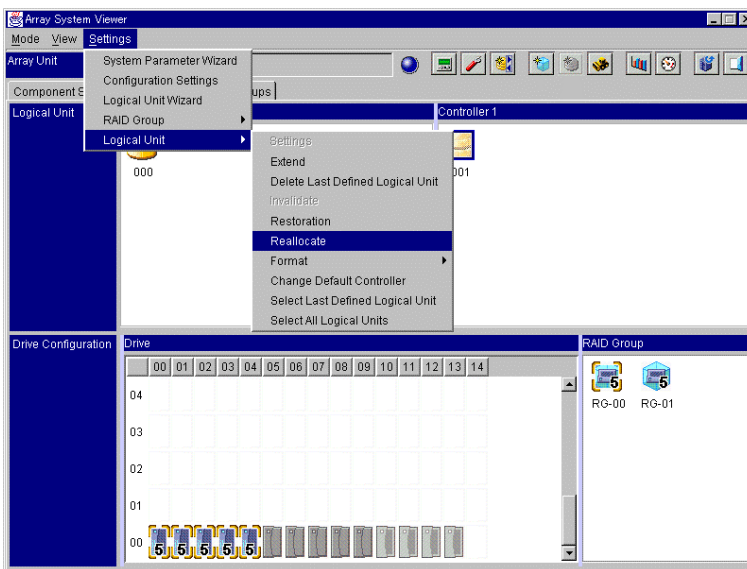 Array System Viewer
Mode View Settings
Array Unit
System Parameter Wizard
Configuration Settings
Logical Unit Wizard
RAID Group
Logical Unit
Component S
ups
Logical Unit
Controller 1
000
001
Settings
Extend
Delete Last Defined Logical Unit
Invalidate
Restoration
Reallocate
Format
Change Default Controller
Select Last Defined Logical Unit
Select All Logical Units
Drive Configuration
Drive
RAID Group
00 01 02 03 04 05 06 07 08 09 10 11 12 13 14
04
03
02
01
00
5 5 5 5 5
5 5
RG-00 RG-01